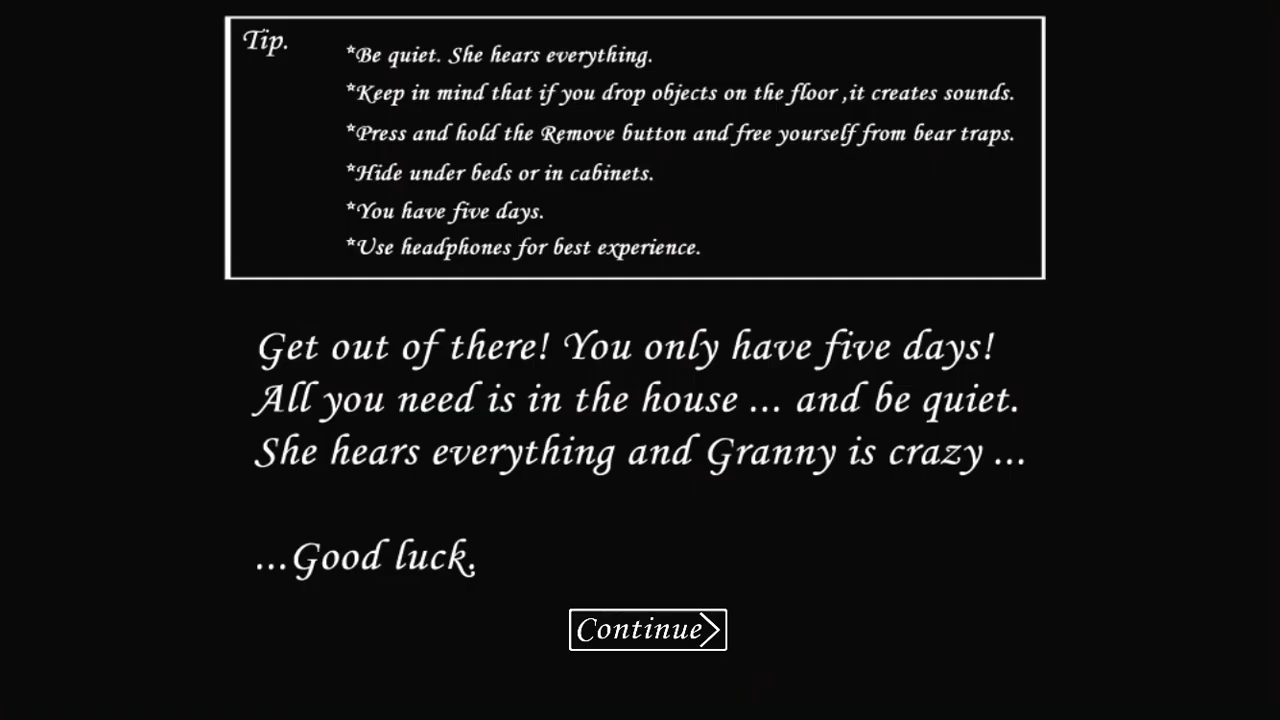 Tip.
*Be quiet. She hears everything.
*Keep in mind that if you drop objects on the floor ,it creates sounds.
*Press and hold the Remove button and free yourself from bear traps.
*Hide under beds or in cabinets.
*You have five days.
*Use headphones for best experience.
Get out of there! You only have five days!
All you need is in the house ... and be quiet.
She hears everything and Granny is crazy ...
...Good luck.
Continue